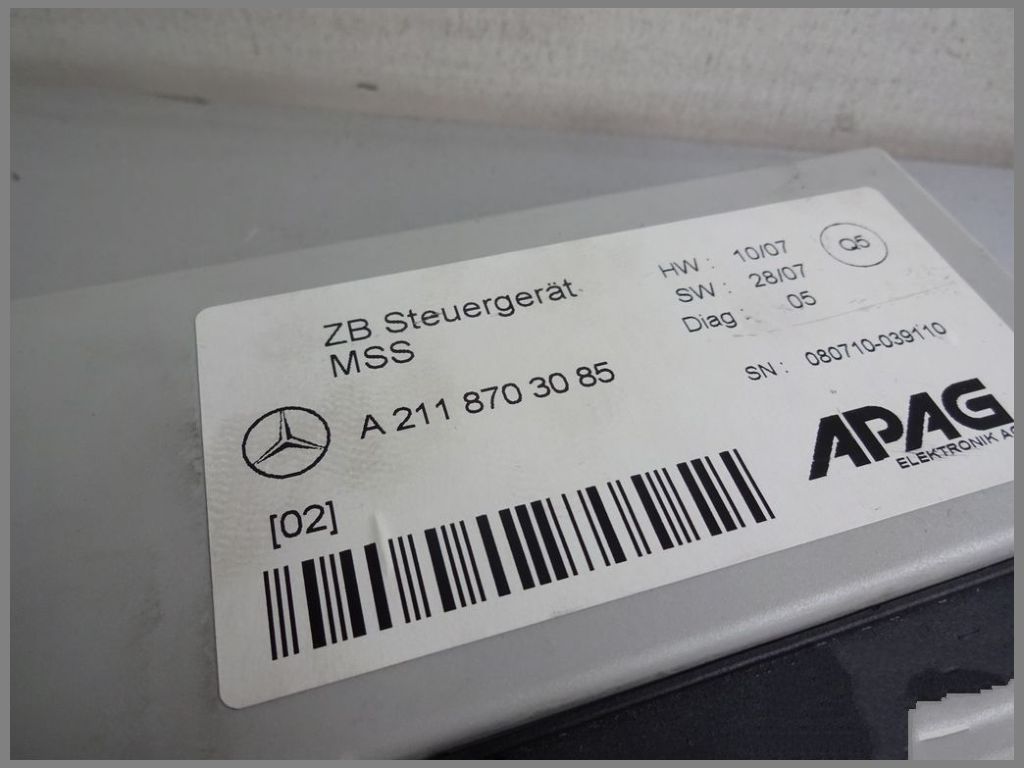 ZB Steuergerät
MSS
A 211 870 30 85
[02]
HW : 10/07
SW : 28/07
Diag : 05
Q5
SN : 080710-039110
APAG
ELEKTRONIK AG